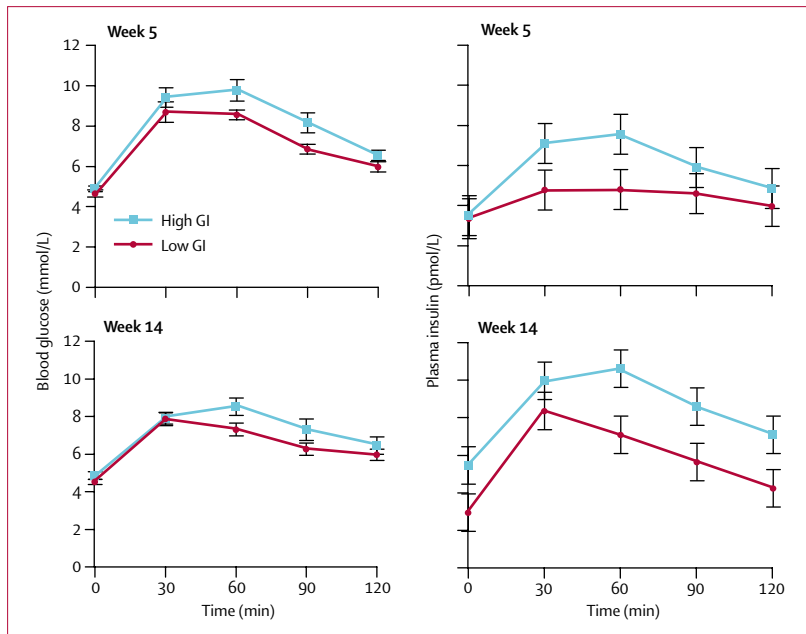 Week 5
12
10
8
6
4
2
0
High GI
Low GI
Week 5
Blood glucose (mmol/L)
Plasma insulin (pmol/L)
Week 14
12
10
8
6
4
2
0
0 30 60 90 120
Time (min)
Week 14
0 30 60 90 120
Time (min)